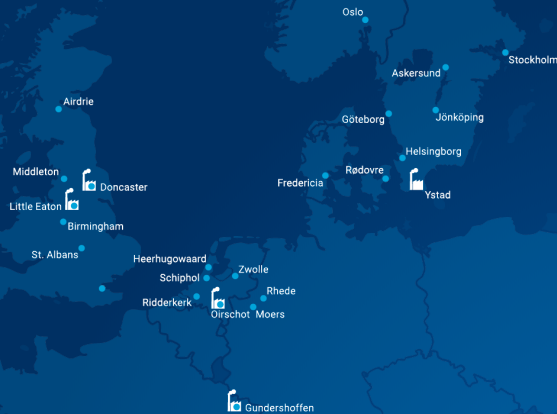 Oslo
Stockholm
Askersund
Airdrie
Göteborg
Jönköping
Helsingborg
Middleton
Rødovre
Fredericia
Doncaster
Ystad
Little Eaton
Birmingham
St. Albans
Heerhugowaard
Zwolle
Schiphol
Rhede
Ridderkerk
Oirschot
Moers
Gundershoffen